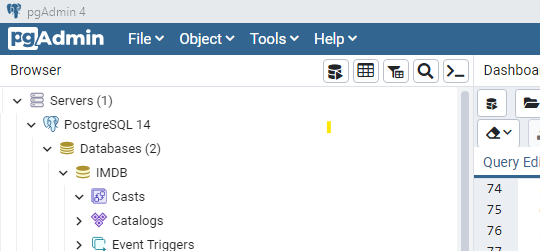 pgAdmin 4
pgAdmin File Object Tools Help
Browser
Dashboa
Servers (1)
PostgreSQL 14
Databases (2)
IMDB
Casts
Catalogs
Event Triggers
Query Edi
74
75
76
77